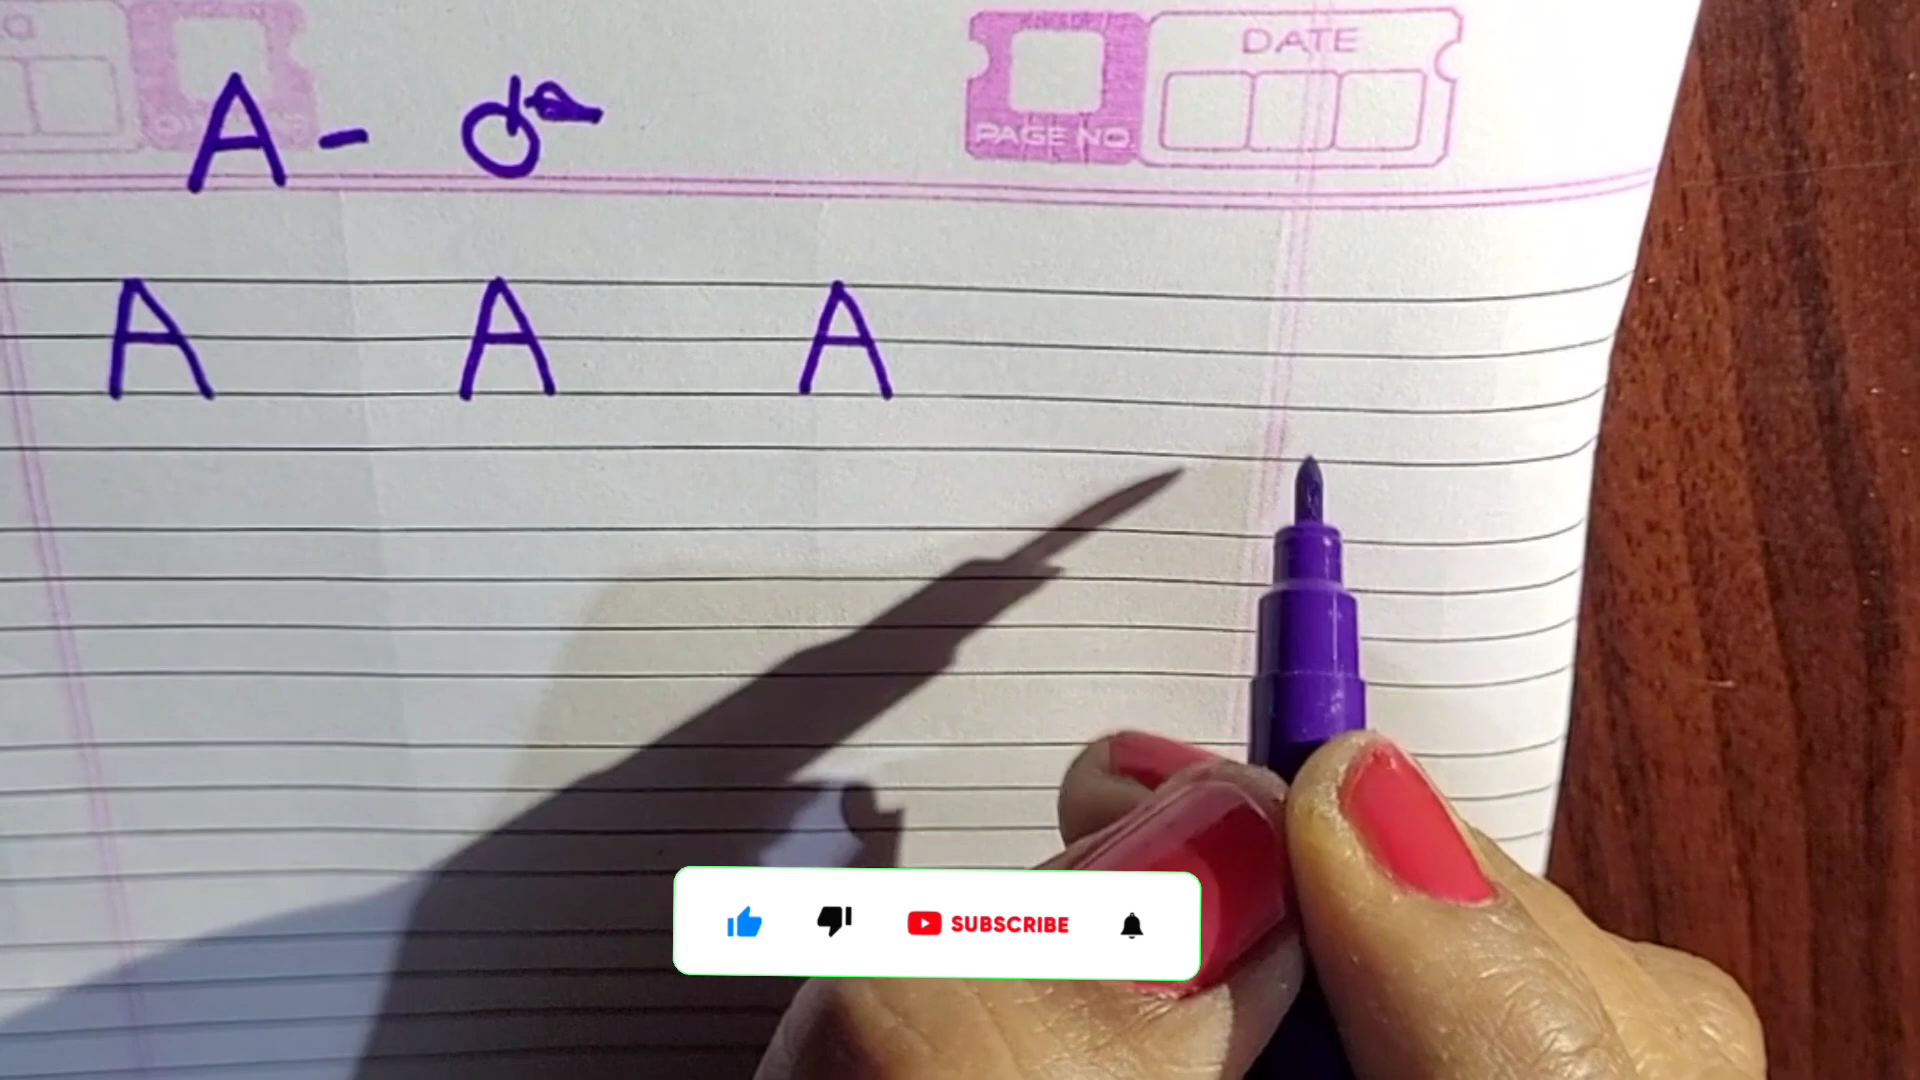 DATE
PAGE NO.
A -
A A A
SUBSCRIBE